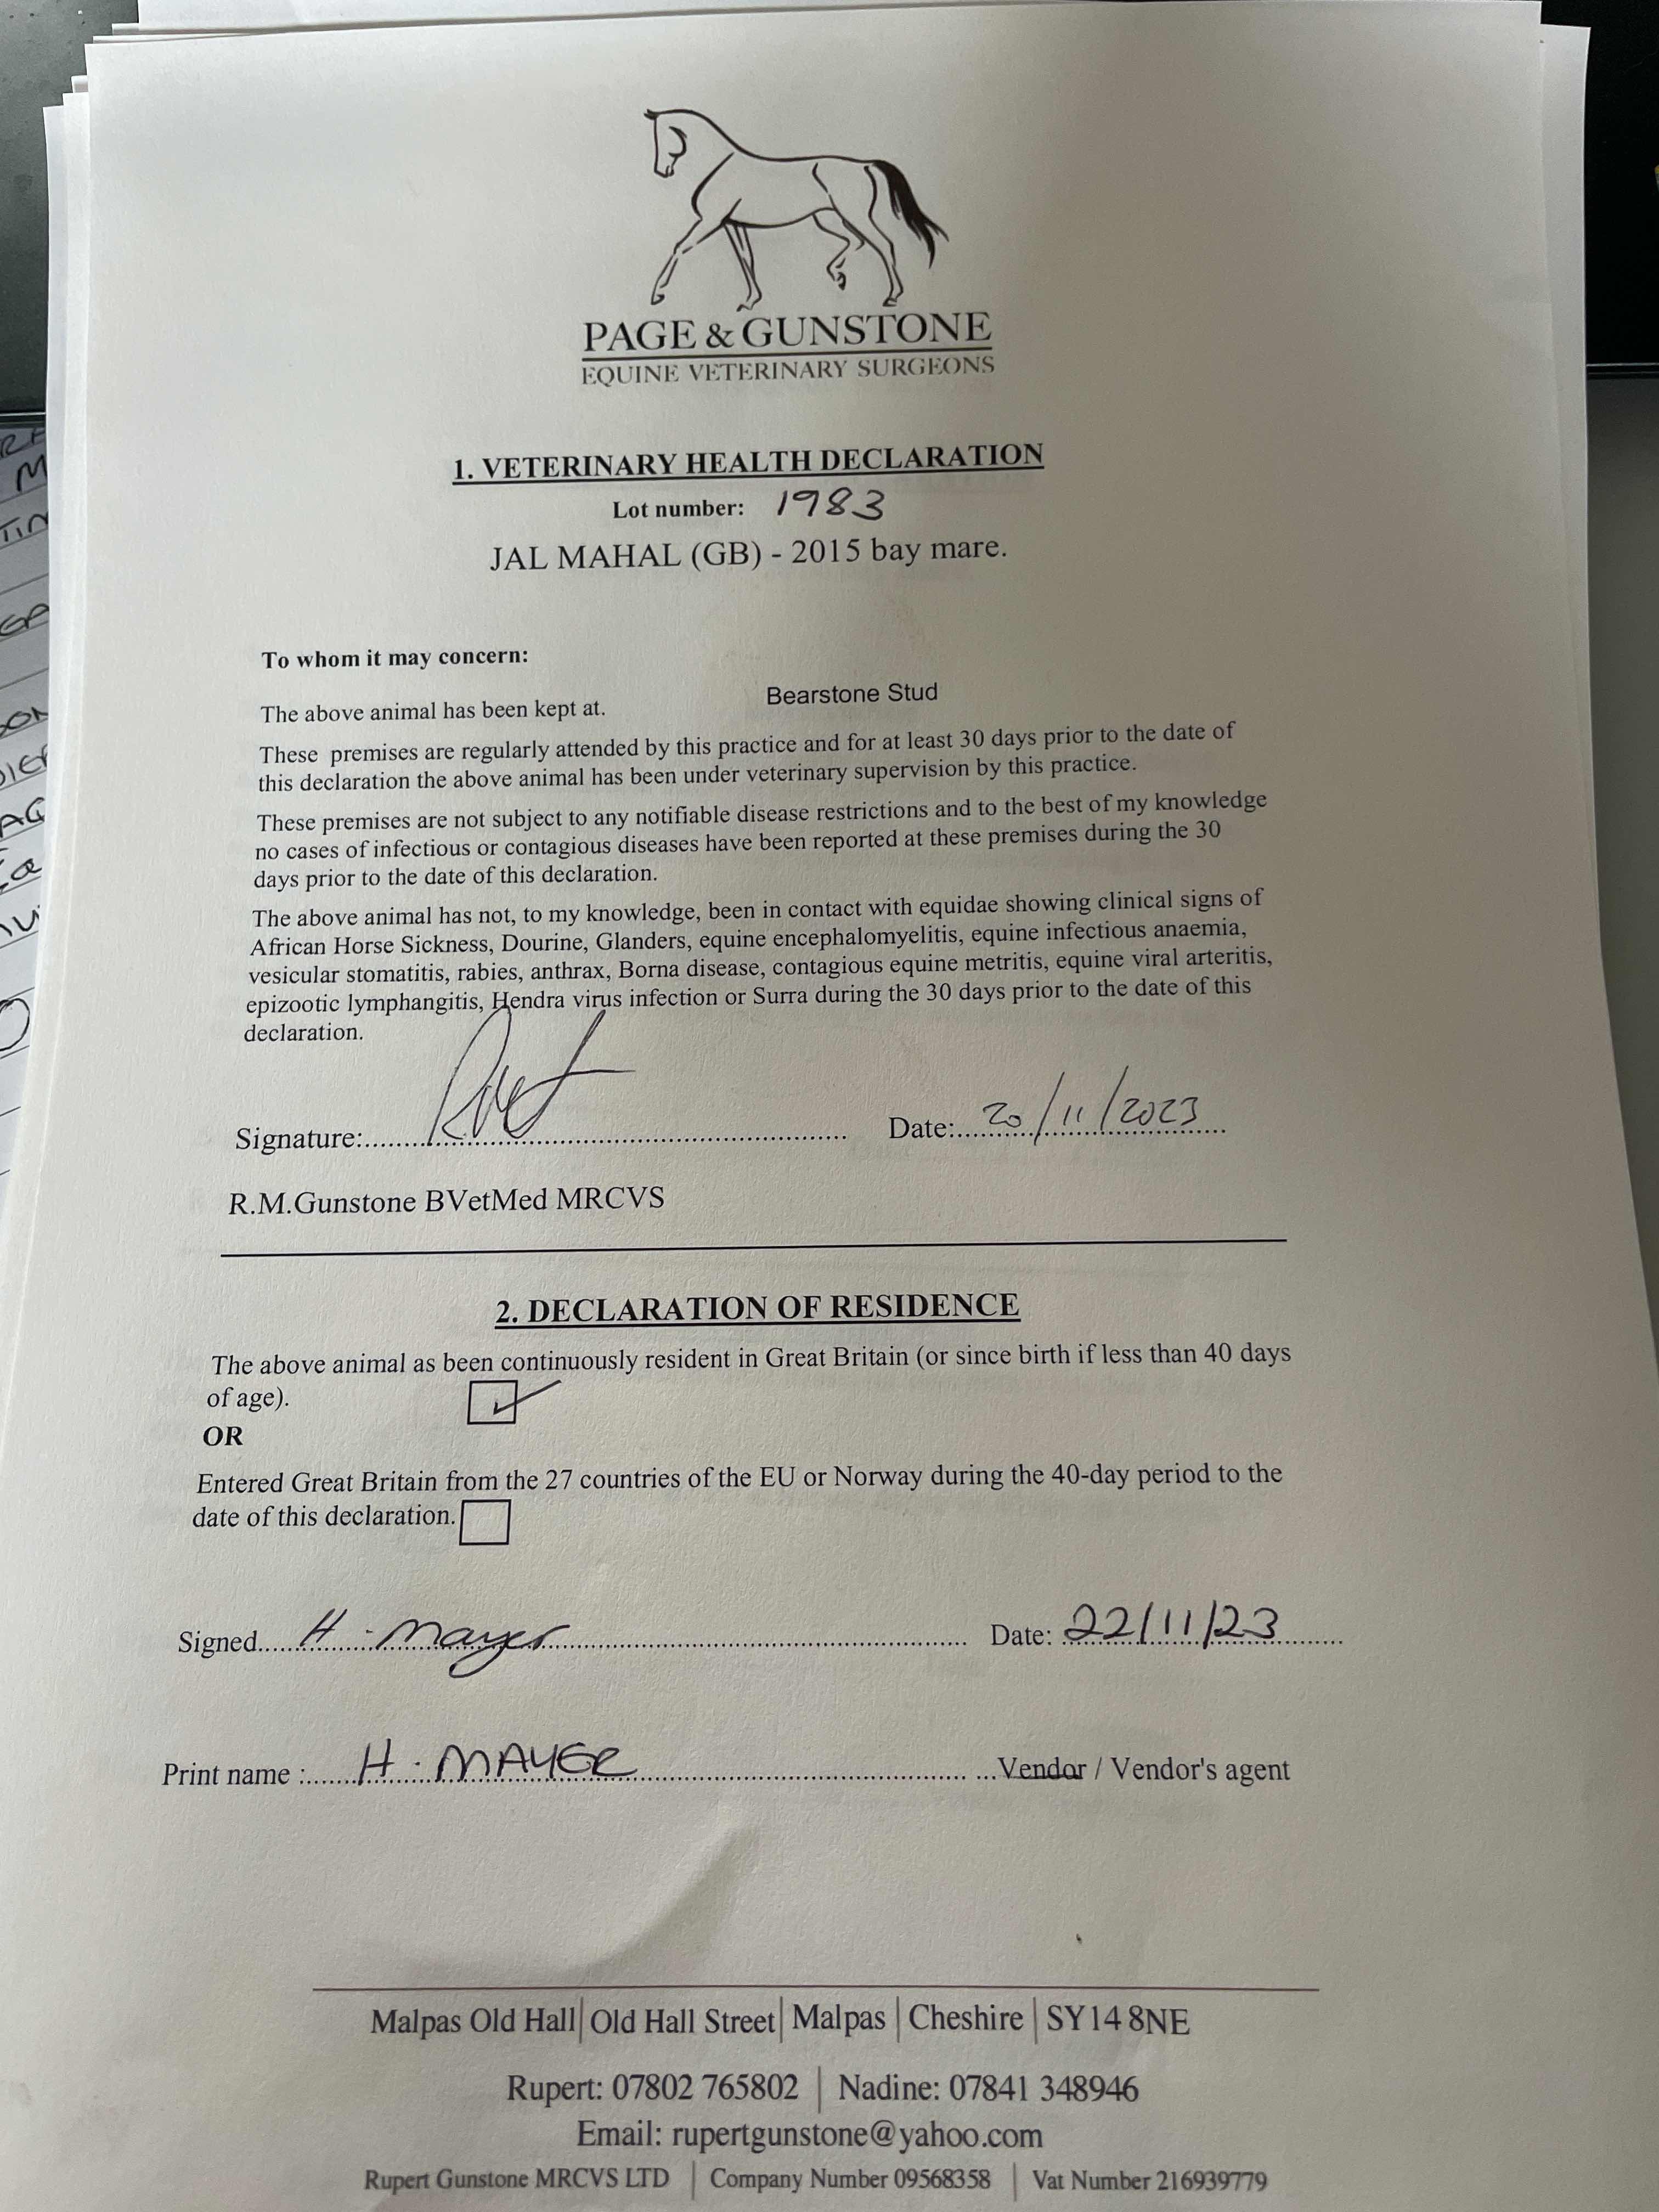 PAGE & GUNSTONE
EQUINE VETERINARY SURGEONS
1. VETERINARY HEALTH DECLARATION
Lot number: 1983
JAL MAHAL (GB) - 2015 bay mare.
To whom it may concern:
The above animal has been kept at. Bearstone Stud
These premises are regularly attended by this practice and for at least 30 days prior to the date of
this declaration the above animal has been under veterinary supervision by this practice.
These premises are not subject to any notifiable disease restrictions and to the best of my knowledge
no cases of infectious or contagious diseases have been reported at these premises during the 30
days prior to the date of this declaration.
The above animal has not, to my knowledge, been in contact with equidae showing clinical signs of
African Horse Sickness, Dourine, Glanders, equine encephalomyelitis, equine infectious anaemia,
vesicular stomatitis, rabies, anthrax, Borna disease, contagious equine metritis, equine viral arteritis,
epizootic lymphangitis, Hendra virus infection or Surra during the 30 days prior to the date of this
declaration.
Signature:.......... Date:....20/11/2023
R.M.Gunstone BVetMed MRCVS
2. DECLARATION OF RESIDENCE
The above animal as been continuously resident in Great Britain (or since birth if less than 40 days
of age).
OR
Entered Great Britain from the 27 countries of the EU or Norway during the 40-day period to the
date of this declaration.
Signed.....H. Mayer.......... Date: 22/11/23
Print name :.......H. MAYER.......... ...Vendor / Vendor's agent
Malpas Old Hall| Old Hall Street| Malpas | Cheshire | SY14 8NE
Rupert: 07802 765802 | Nadine: 07841 348946
Email: rupertgunstone@yahoo.com
Rupert Gunstone MRCVS LTD | Company Number 09568358 | Vat Number 216939779